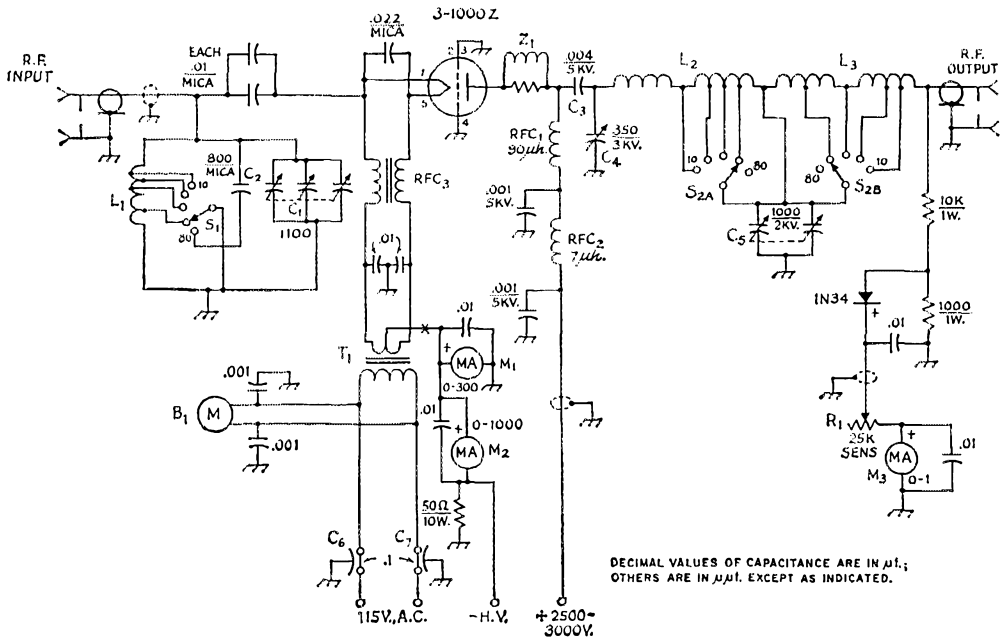 3-1000Z
.022
MICA
Z1
2 3
1
5
4
EACH
.01
MICA
R.F.
INPUT
.004
5KV.
C3
L2
L3
R.F.
OUTPUT
RFC1
90µh.
350
3KV.
C4
RFC3
800
MICA
C2
10
L1
S1
80
C1
1100
10
80
S2A
80
10
S2B
1000
2KV.
C5
10K
1W.
.001
5KV.
RFC2
7µh.
.01
.001
5KV.
1N34
+
1000
1W.
.01
T1
X
.01
+
MA
M1
0-300
.001
B1
M
.001
.01
0-1000
MA
M2
R1
25K
SENS
+
MA
M3
0-1
.01
50Ω
10W.
C6
.1
C7
115V., A.C.
-H.V.
+2500-
3000V.
DECIMAL VALUES OF CAPACITANCE ARE IN µf.;
OTHERS ARE IN µµf. EXCEPT AS INDICATED.